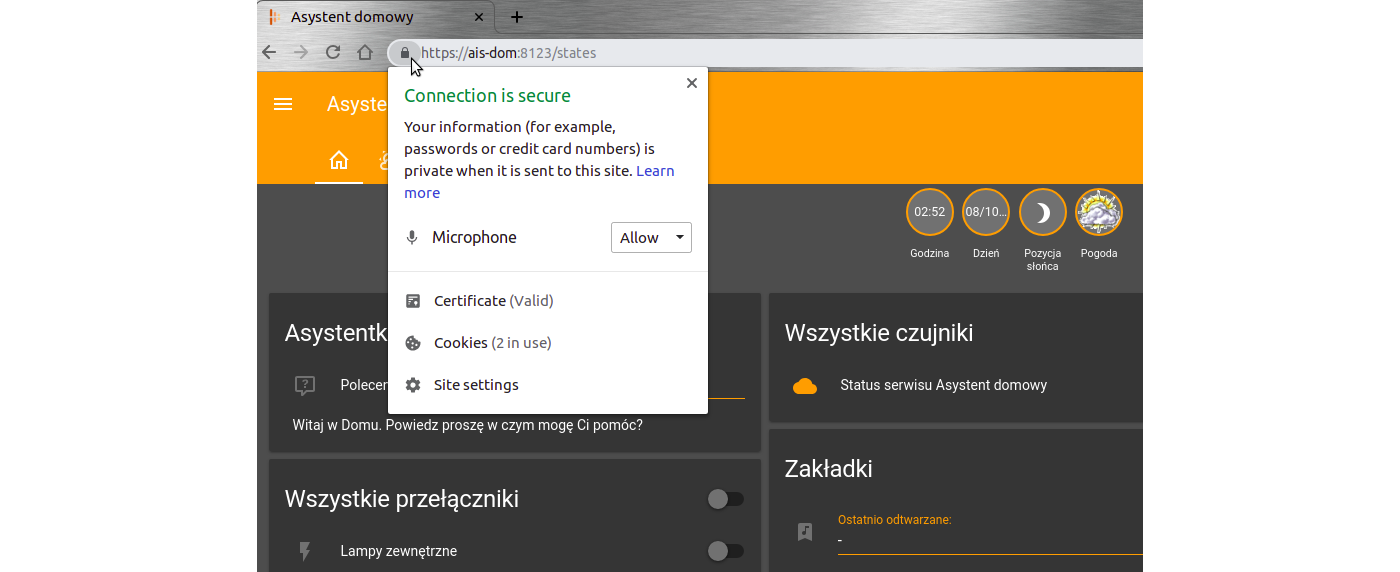 Asystent domowy
https://ais-dom:8123/states
Connection is secure
Your information (for example,
passwords or credit card numbers) is
private when it is sent to this site. Learn
more
Microphone
Allow
Certificate (Valid)
Cookies (2 in use)
Site settings
Asyste
02:52
08/10...
Godzina
Dzień
Pozycja
słońca
Pogoda
Asystentk
Polecer
Witaj w Domu. Powiedz proszę w czym mogę Ci pomóc?
Wszystkie przełączniki
Lampy zewnętrzne
Wszystkie czujniki
Status serwisu Asystent domowy
Zakładki
Ostatnio odtwarzane:
-